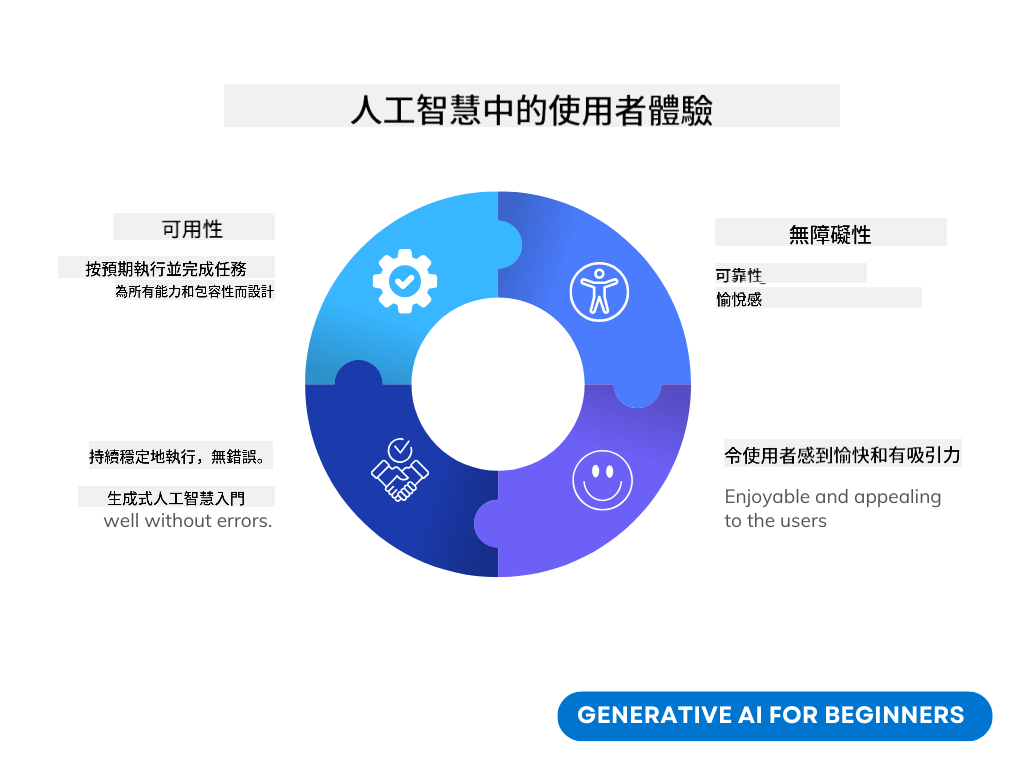 人工智慧中的使用者體驗
可用性
按預期執行並完成任務
為所有能力和包容性而設計
無障礙性
可靠性
愉悅感
持續穩定地執行，無錯誤。
生成式人工智慧入門
well without errors.
令使用者感到愉快和有吸引力
Enjoyable and appealing
to the users
GENERATIVE AI FOR BEGINNERS